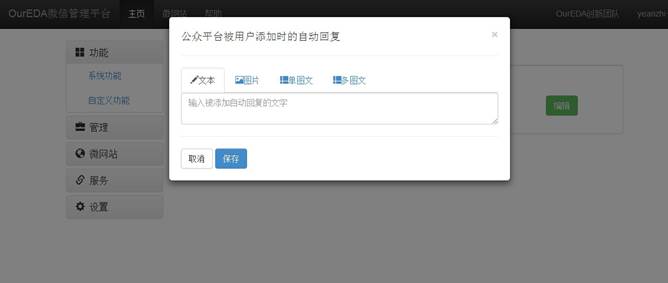 OurEDA微信管理平台 主页 微网站 帮助 OurEDA创新团队 yeanzhi
公众平台被用户添加时的自动回复 ×
功能
系统功能
自定义功能
管理
微网站
服务
设置
文本 图片 单图文 多图文
输入被添加自动回复的文字
取消 保存
编辑